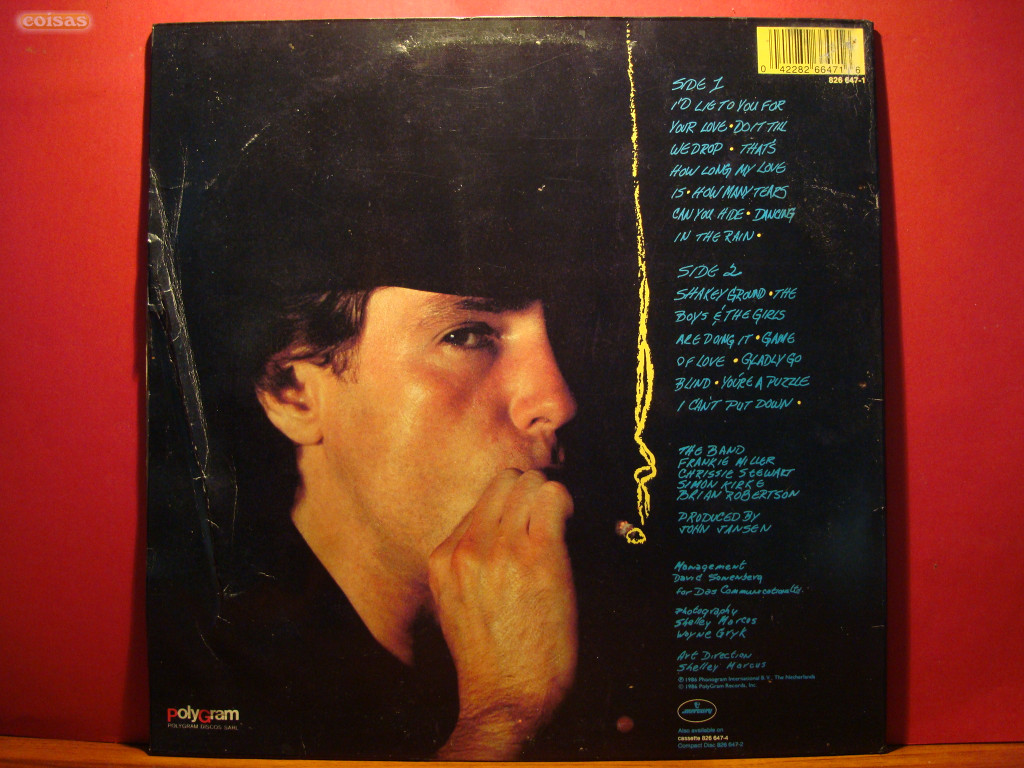 coisas
0 42282 66471 6
826 647-1
SIDE 1
I'D LIE TO YOU FOR
YOUR LOVE • DO IT TILL
WE DROP • THAT'S
HOW LONG MY LOVE
IS • HOW MANY TEARS
CAN YOU HIDE • DANCING
IN THE RAIN •
SIDE 2
SHAKEY GROUND • THE
BOYS & THE GIRLS
ARE DOING IT • GAME
OF LOVE • GLADLY GO
BLIND • YOU'RE A PUZZLE
I CAN'T PUT DOWN •
THE BAND
FRANKIE MILLER
CHRISSIE STEWART
SIMON KIRKE
BRIAN ROBERTSON
PRODUCED BY
JOHN JANSEN
Management
David Sonenberg
for Das Communications Ltd.
Photography
Shelley Marcus
Wayne Gryk
Art Direction
Shelley Marcus
℗ 1986 Phonogram International B.V., The Netherlands
© 1986 PolyGram Records, Inc.
mercury
Also available on
cassette 826 647-4
Compact Disc 826 647-2
PolyGram
POLYGRAM DISCOS SARL